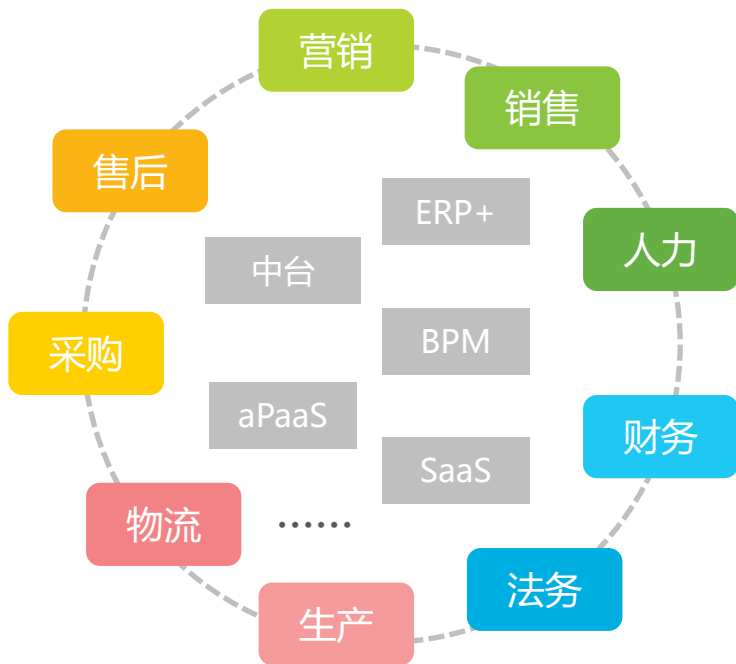 营销
销售
售后
ERP+
人力
中台
采购
BPM
aPaaS
财务
SaaS
物流
······
法务
生产